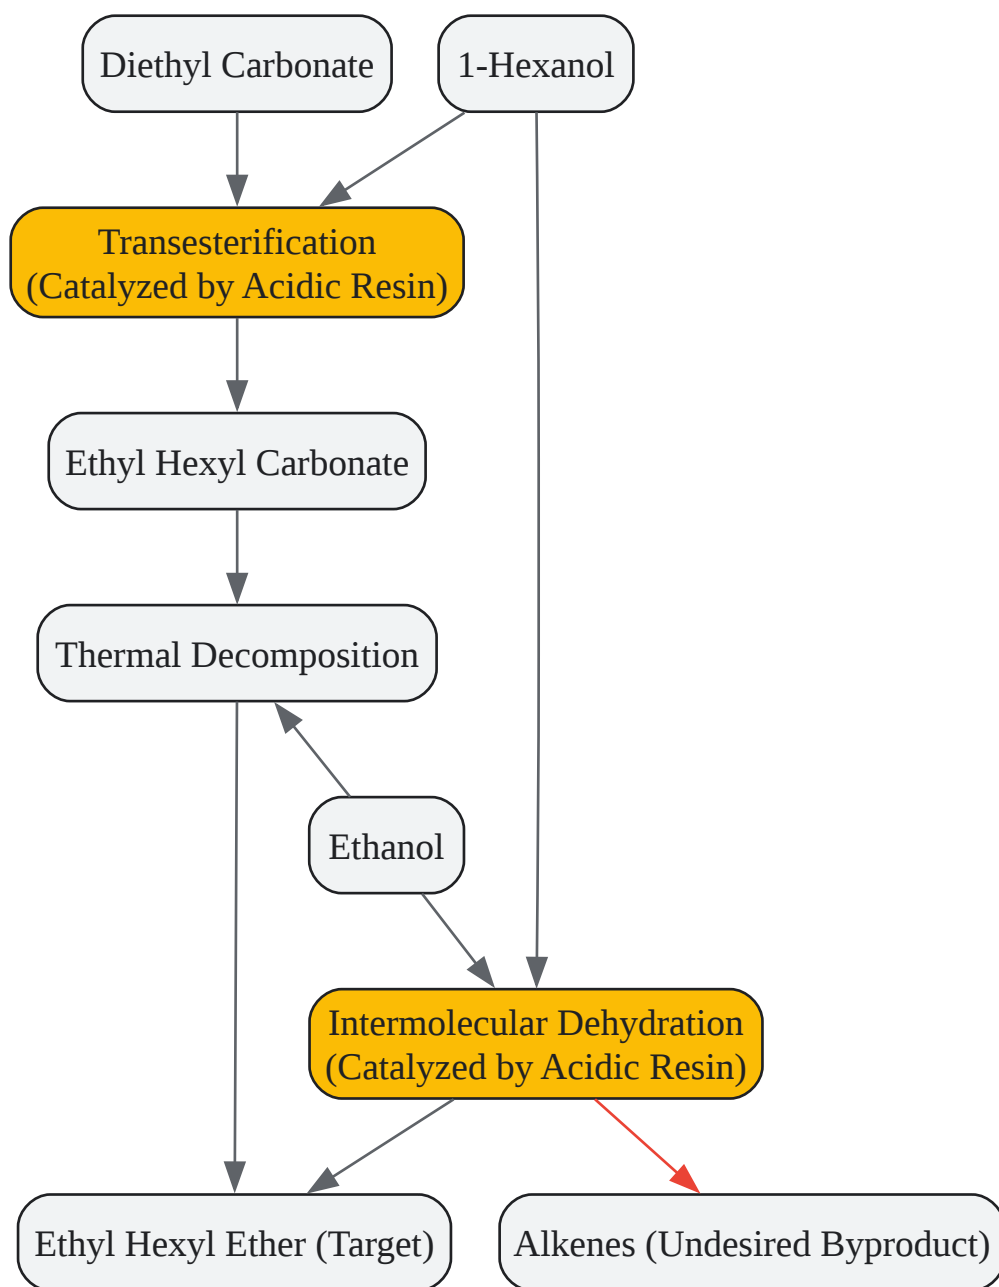 Diethyl Carbonate
1-Hexanol
Transesterification
(Catalyzed by Acidic Resin)
Ethyl Hexyl Carbonate
Thermal Decomposition
Ethanol
Intermolecular Dehydration
(Catalyzed by Acidic Resin)
Ethyl Hexyl Ether (Target)
Alkenes (Undesired Byproduct)